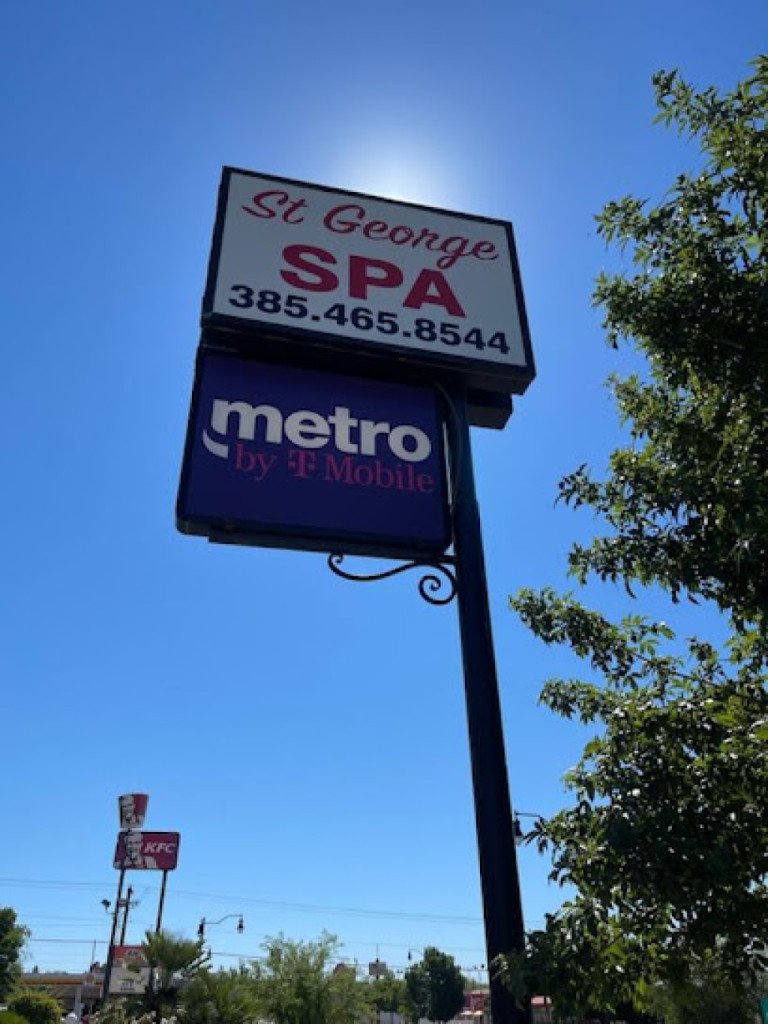 St George
SPA
385.465.8544
metro
by T Mobile
KFC